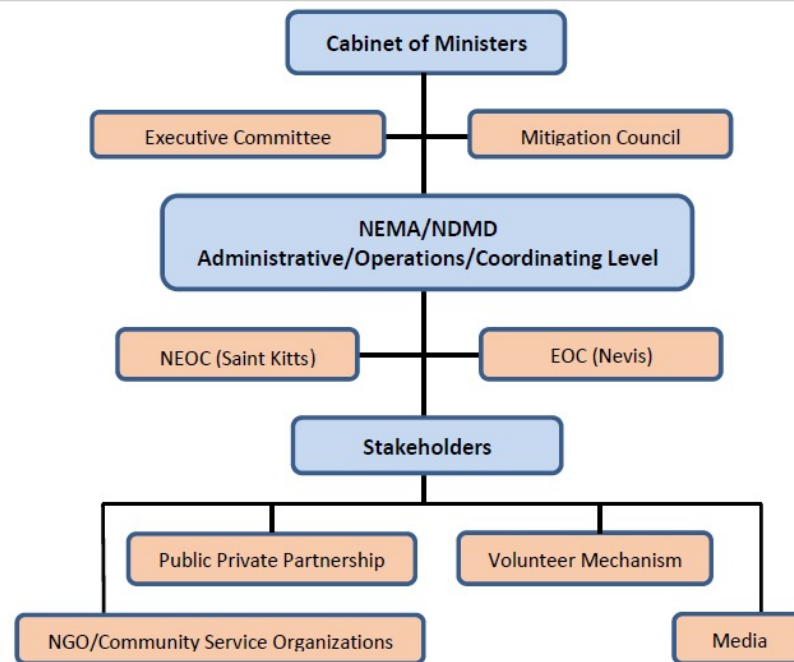 Cabinet of Ministers
Executive Committee
Mitigation Council
NEMA/NDMD
Administrative/Operations/Coordinating Level
NEOC (Saint Kitts)
EOC (Nevis)
Stakeholders
Public Private Partnership
Volunteer Mechanism
NGO/Community Service Organizations
Media